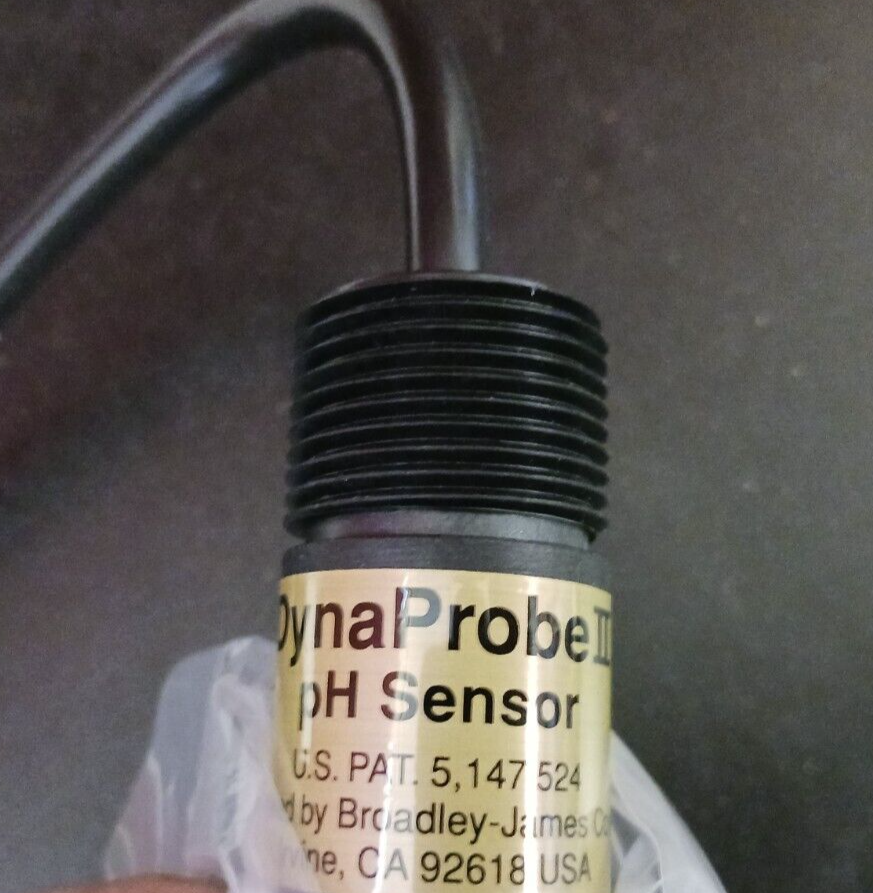 DynaProbe II
pH Sensor
U.S. PAT. 5,147,524
by Broadley-James
CA 92618 USA